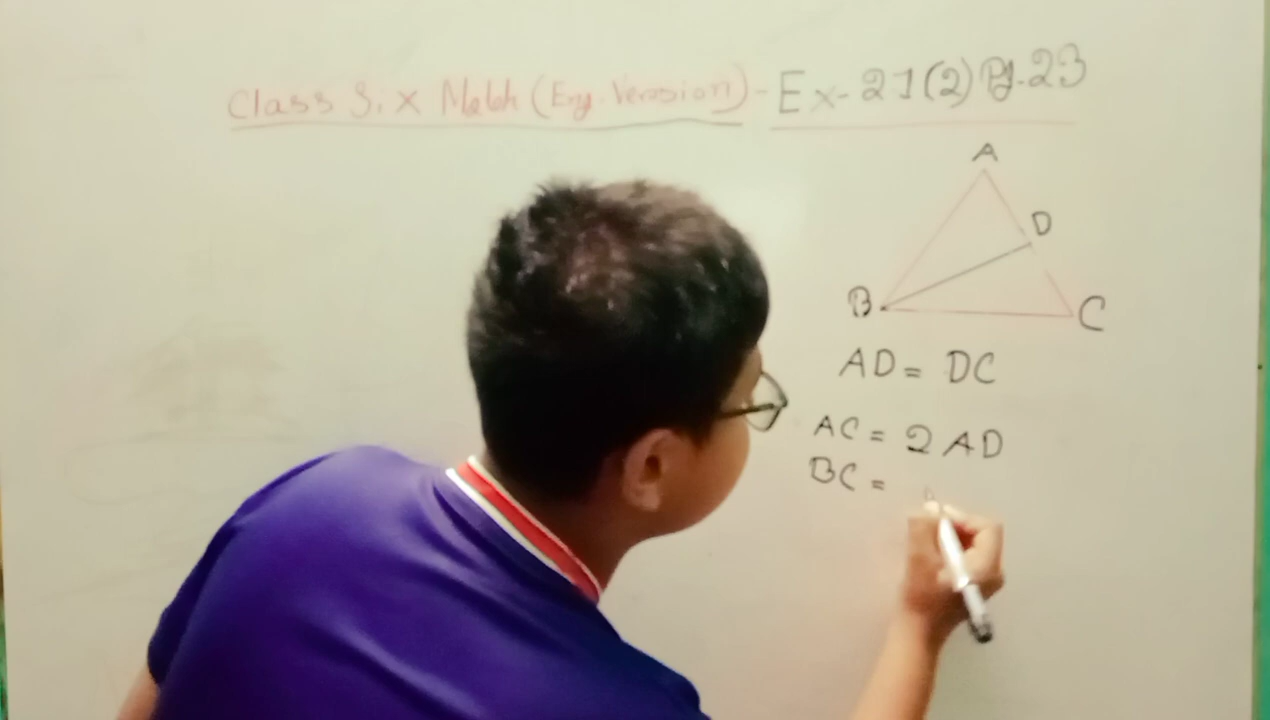 Class Six Math (Eng. Version) - Ex-21(2) Pg.23
A
D
B
C
AD = DC
AC = 2 AD
BC =